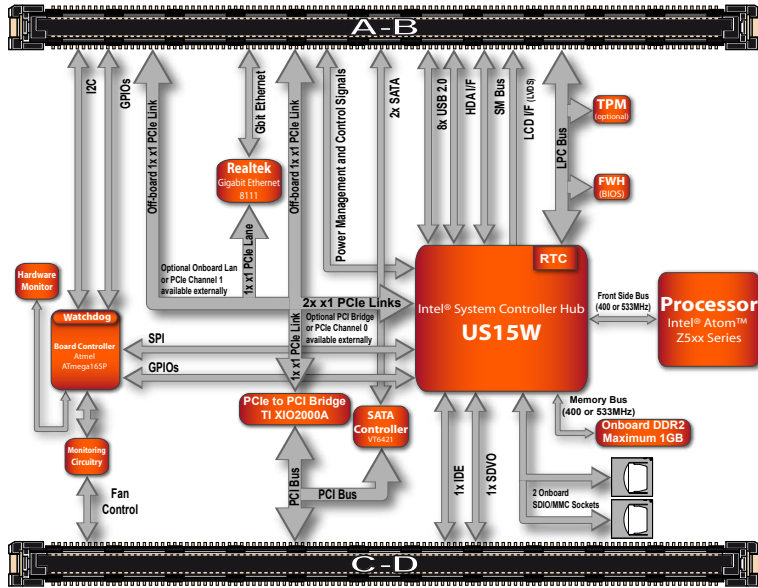 A-B
I2C
GPIOs
Off-board 1x x1 PCIe Link
Gbit Ethernet
Off-board 1x x1 PCIe Link
Power Management and Control Signals
2x SATA
8x USB 2.0
HDA I/F
SM Bus
LCD I/F (LVDS)
LPC Bus
TPM
(optional)
FWH
(BIOS)
Realtek
Gigabit Ethernet
8111
1x x1 PCIe Lane
Optional Onboard Lan
or PCIe Channel 1
available externally
Hardware
Monitor
RTC
Intel® System Controller Hub
US15W
2x x1 PCIe Links
Optional PCI Bridge
or PCIe Channel 0
available externally
1x x1 PCIe Link
Front Side Bus
(400 or 533MHz)
Processor
Intel® Atom™
Z5xx Series
Watchdog
Board Controller
Atmel
ATmega165P
SPI
GPIOs
PCIe to PCI Bridge
TI XIO2000A
SATA
Controller
VT6421
Memory Bus
(400 or 533MHz)
Onboard DDR2
Maximum 1GB
Monitoring
Circuitry
Fan
Control
PCI Bus
PCI Bus
1x IDE
1x SDVO
2 Onboard
SDIO/MMC Sockets
C-D